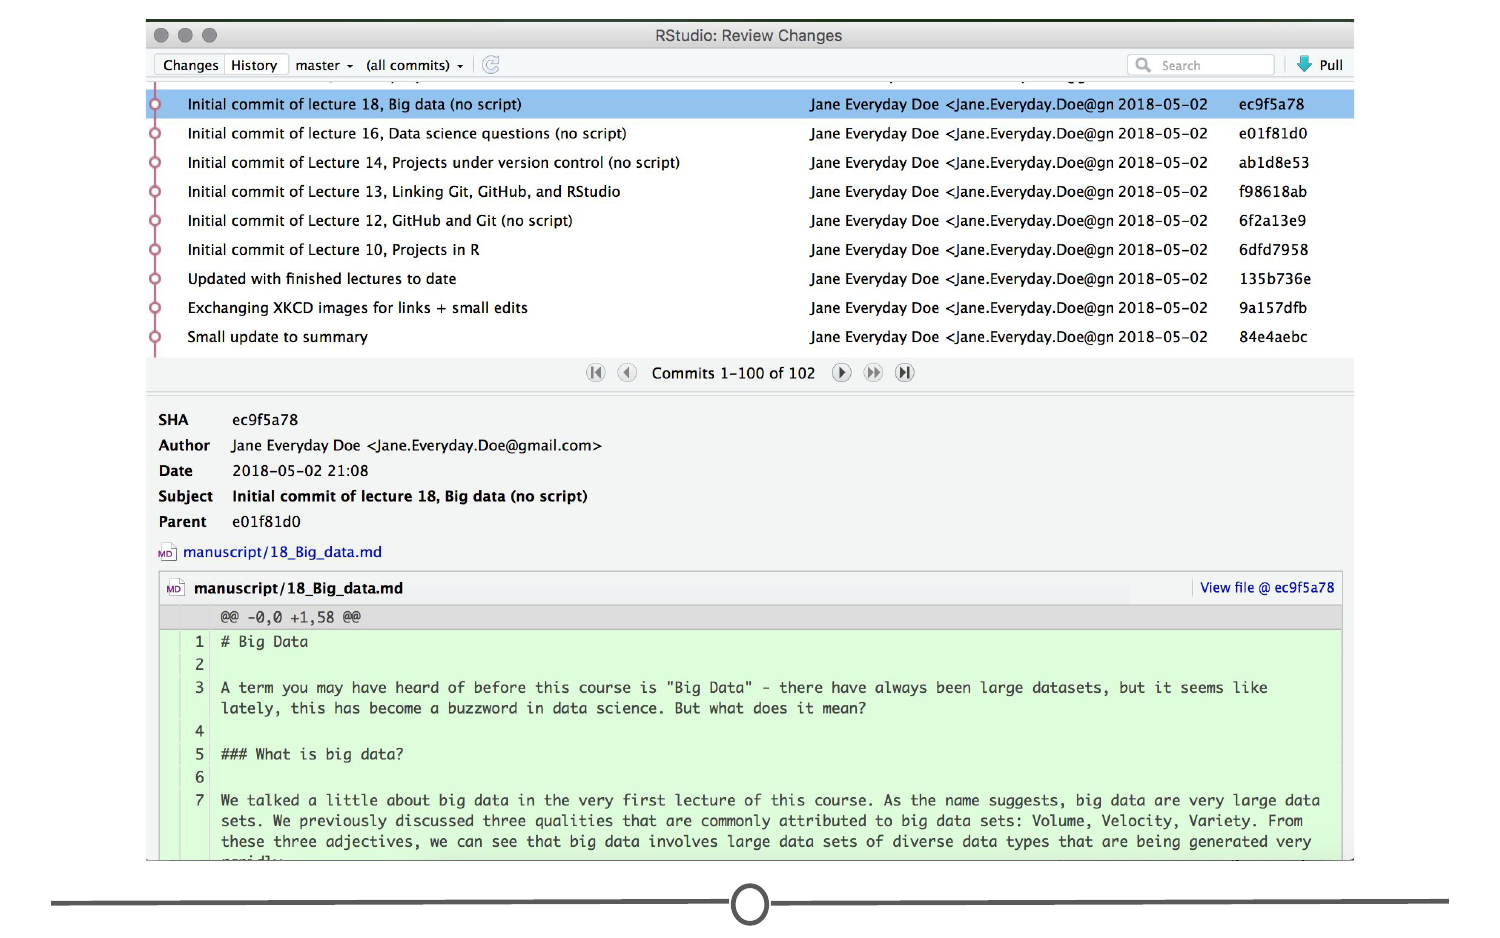 RStudio: Review Changes
Changes History master (all commits) Search Pull
Initial commit of lecture 18, Big data (no script) Jane Everyday Doe <Jane.Everyday.Doe@gn 2018-05-02 ec9f5a78
Initial commit of lecture 16, Data science questions (no script) Jane Everyday Doe <Jane.Everyday.Doe@gn 2018-05-02 e01f81d0
Initial commit of Lecture 14, Projects under version control (no script) Jane Everyday Doe <Jane.Everyday.Doe@gn 2018-05-02 ab1d8e53
Initial commit of Lecture 13, Linking Git, GitHub, and RStudio Jane Everyday Doe <Jane.Everyday.Doe@gn 2018-05-02 f98618ab
Initial commit of Lecture 12, GitHub and Git (no script) Jane Everyday Doe <Jane.Everyday.Doe@gn 2018-05-02 6f2a13e9
Initial commit of Lecture 10, Projects in R Jane Everyday Doe <Jane.Everyday.Doe@gn 2018-05-02 6dfd7958
Updated with finished lectures to date Jane Everyday Doe <Jane.Everyday.Doe@gn 2018-05-02 135b736e
Exchanging XKCD images for links + small edits Jane Everyday Doe <Jane.Everyday.Doe@gn 2018-05-02 9a157dfb
Small update to summary Jane Everyday Doe <Jane.Everyday.Doe@gn 2018-05-02 84e4aebc
Commits 1-100 of 102
SHA ec9f5a78
Author Jane Everyday Doe <Jane.Everyday.Doe@gmail.com>
Date 2018-05-02 21:08
Subject Initial commit of lecture 18, Big data (no script)
Parent e01f81d0
MD manuscript/18_Big_data.md
MD manuscript/18_Big_data.md View file @ ec9f5a78
@@ -0,0 +1,58 @@
1 # Big Data
2
3 A term you may have heard of before this course is "Big Data" - there have always been large datasets, but it seems like
lately, this has become a buzzword in data science. But what does it mean?
4
5 ### What is big data?
6
7 We talked a little about big data in the very first lecture of this course. As the name suggests, big data are very large data
sets. We previously discussed three qualities that are commonly attributed to big data sets: Volume, Velocity, Variety. From
these three adjectives, we can see that big data involves large data sets of diverse data types that are being generated very